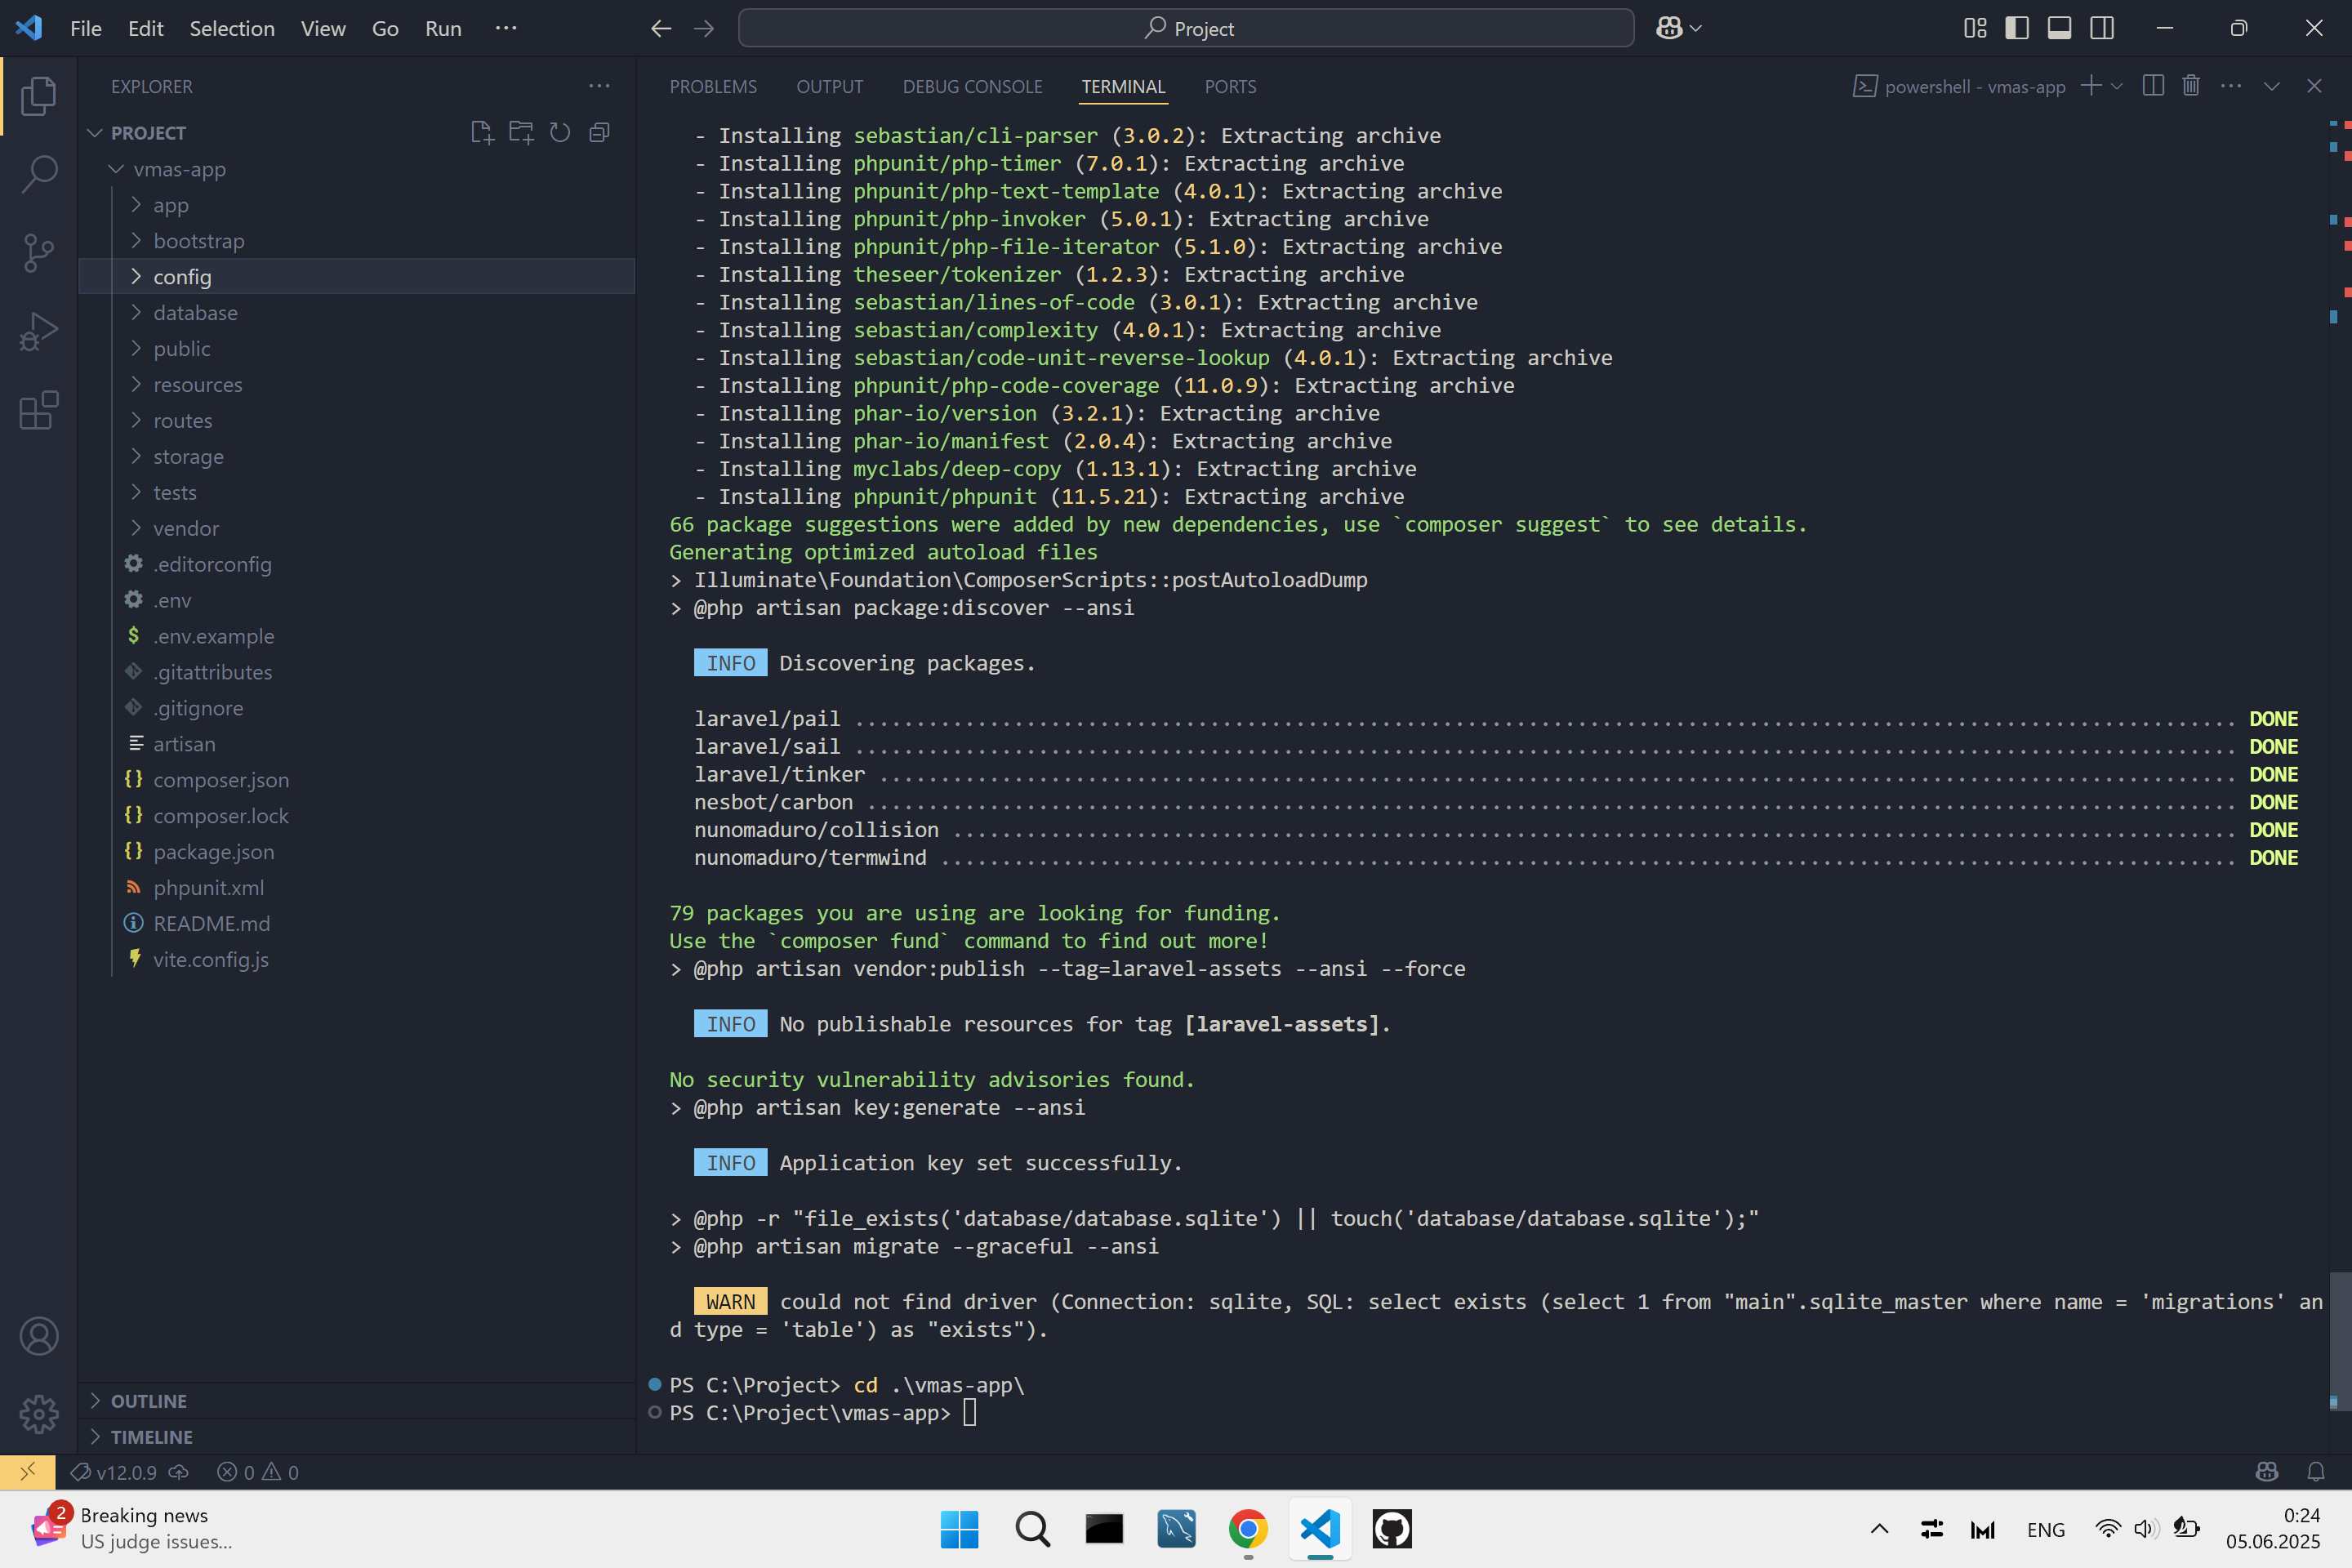 File Edit Selection View Go Run ···
Project
EXPLORER
PROJECT
vmas-app
app
bootstrap
config
database
public
resources
routes
storage
tests
vendor
.editorconfig
.env
.env.example
.gitattributes
.gitignore
artisan
composer.json
composer.lock
package.json
phpunit.xml
README.md
vite.config.js
OUTLINE
TIMELINE
PROBLEMS OUTPUT DEBUG CONSOLE TERMINAL PORTS
powershell - vmas-app
- Installing sebastian/cli-parser (3.0.2): Extracting archive
- Installing phpunit/php-timer (7.0.1): Extracting archive
- Installing phpunit/php-text-template (4.0.1): Extracting archive
- Installing phpunit/php-invoker (5.0.1): Extracting archive
- Installing phpunit/php-file-iterator (5.1.0): Extracting archive
- Installing theseer/tokenizer (1.2.3): Extracting archive
- Installing sebastian/lines-of-code (3.0.1): Extracting archive
- Installing sebastian/complexity (4.0.1): Extracting archive
- Installing sebastian/code-unit-reverse-lookup (4.0.1): Extracting archive
- Installing phpunit/php-code-coverage (11.0.9): Extracting archive
- Installing phar-io/version (3.2.1): Extracting archive
- Installing phar-io/manifest (2.0.4): Extracting archive
- Installing myclabs/deep-copy (1.13.1): Extracting archive
- Installing phpunit/phpunit (11.5.21): Extracting archive
66 package suggestions were added by new dependencies, use `composer suggest` to see details.
Generating optimized autoload files
> Illuminate\Foundation\ComposerScripts::postAutoloadDump
> @php artisan package:discover --ansi
INFO Discovering packages.
laravel/pail ........ DONE
laravel/sail ........ DONE
laravel/tinker ........ DONE
nesbot/carbon ........ DONE
nunomaduro/collision ........ DONE
nunomaduro/termwind ........ DONE
79 packages you are using are looking for funding.
Use the `composer fund` command to find out more!
> @php artisan vendor:publish --tag=laravel-assets --ansi --force
INFO No publishable resources for tag [laravel-assets].
No security vulnerability advisories found.
> @php artisan key:generate --ansi
INFO Application key set successfully.
> @php -r "file_exists('database/database.sqlite') || touch('database/database.sqlite');"
> @php artisan migrate --graceful --ansi
WARN could not find driver (Connection: sqlite, SQL: select exists (select 1 from "main".sqlite_master where name = 'migrations' an
d type = 'table') as "exists").
PS C:\Project> cd .\vmas-app\
PS C:\Project\vmas-app>
v12.0.9 0 0
2
Breaking news
US judge issues...
ENG
0:24
05.06.2025